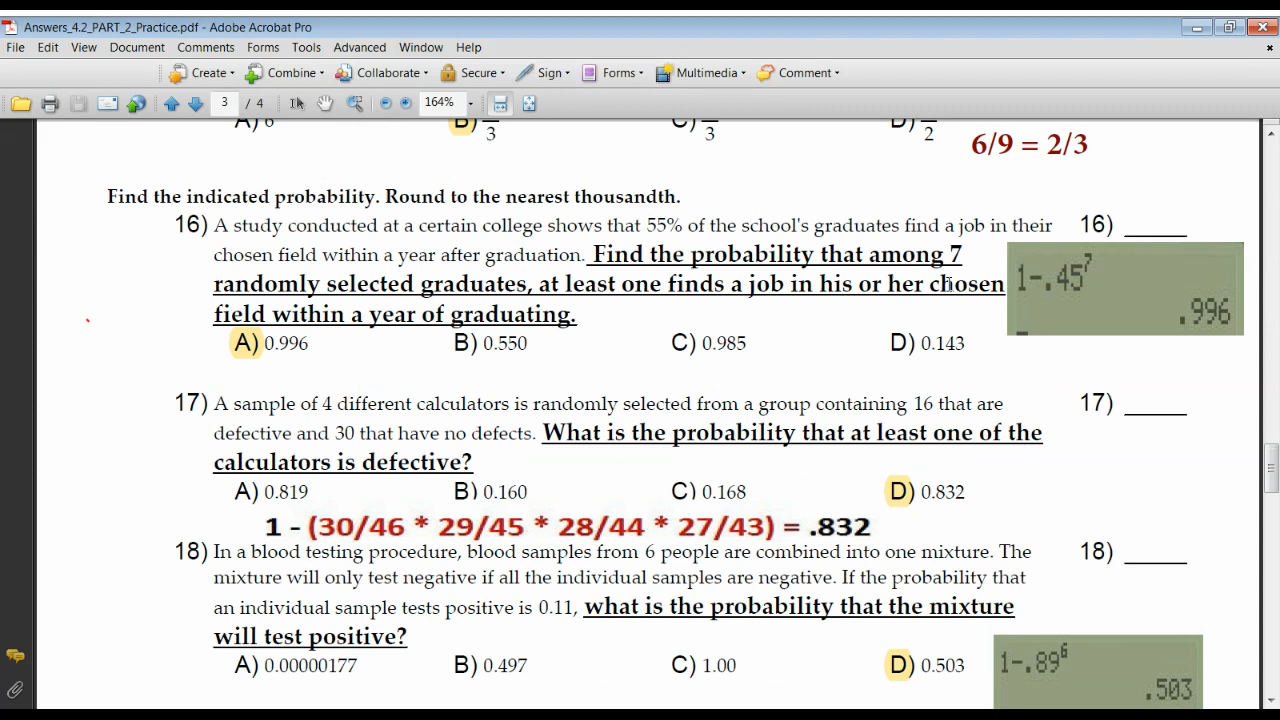 Answers_4.2_PART_2_Practice.pdf - Adobe Acrobat Pro
File Edit View Document Comments Forms Tools Advanced Window Help
Create Combine Collaborate Secure Sign Forms Multimedia Comment
3 / 4 164%
A) 6 B) 3 C) 3 D) 2
6/9 = 2/3
Find the indicated probability. Round to the nearest thousandth.
16) A study conducted at a certain college shows that 55% of the school's graduates find a job in their 16) _____
chosen field within a year after graduation. Find the probability that among 7
randomly selected graduates, at least one finds a job in his or her chosen
field within a year of graduating.
1-.45⁷
.996
A) 0.996 B) 0.550 C) 0.985 D) 0.143
17) A sample of 4 different calculators is randomly selected from a group containing 16 that are 17) _____
defective and 30 that have no defects. What is the probability that at least one of the
calculators is defective?
A) 0.819 B) 0.160 C) 0.168 D) 0.832
1 - (30/46 * 29/45 * 28/44 * 27/43) = .832
18) In a blood testing procedure, blood samples from 6 people are combined into one mixture. The 18) _____
mixture will only test negative if all the individual samples are negative. If the probability that
an individual sample tests positive is 0.11, what is the probability that the mixture
will test positive?
A) 0.00000177 B) 0.497 C) 1.00 D) 0.503
1-.89⁶
.503